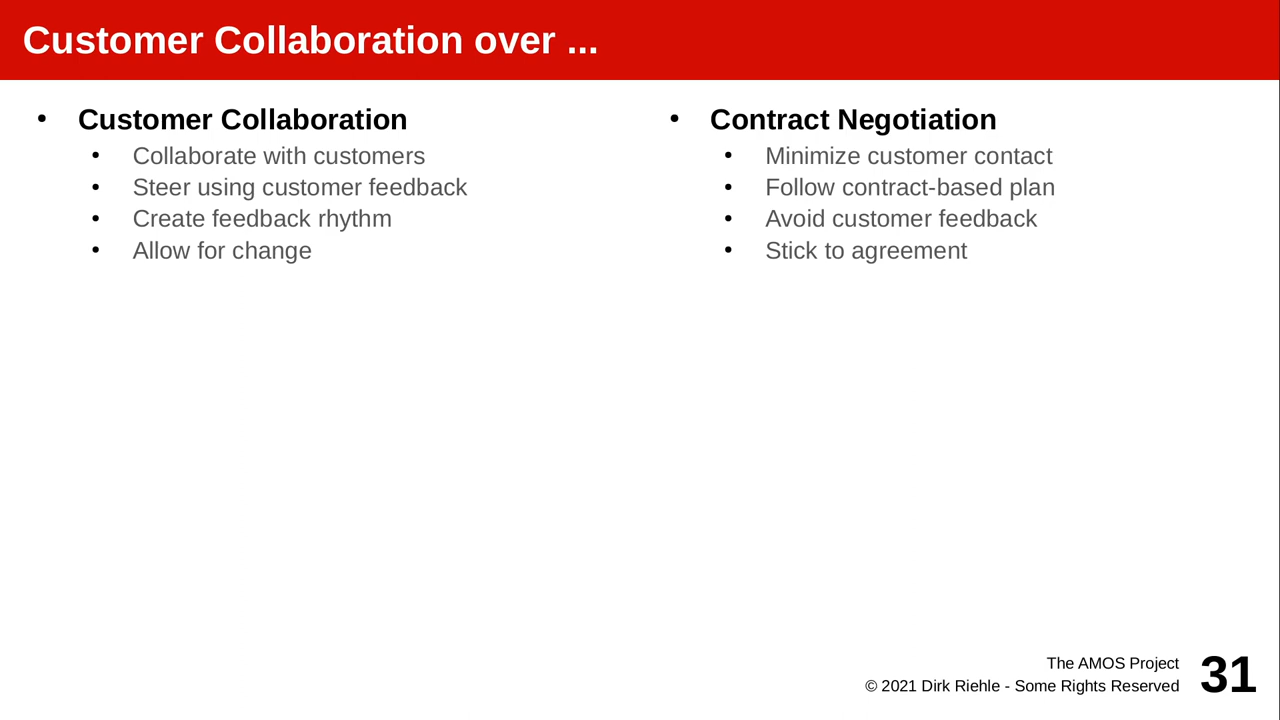 Customer Collaboration over ...
• Customer Collaboration
• Collaborate with customers
• Steer using customer feedback
• Create feedback rhythm
• Allow for change
• Contract Negotiation
• Minimize customer contact
• Follow contract-based plan
• Avoid customer feedback
• Stick to agreement
The AMOS Project
© 2021 Dirk Riehle - Some Rights Reserved
31